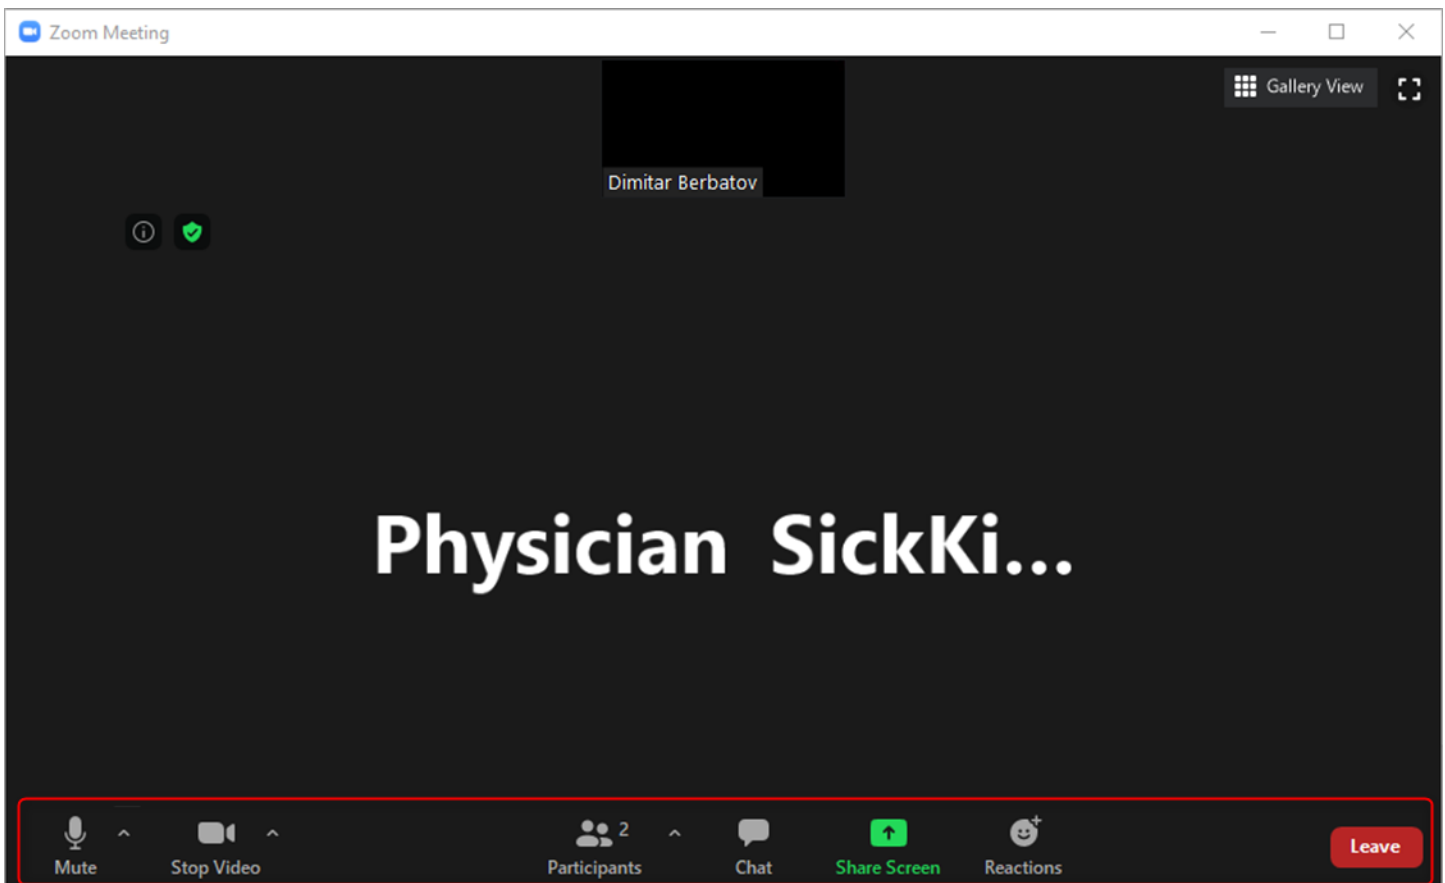 Zoom Meeting
Gallery View
Dimitar Berbatov
Physician  SickKi...
2
Mute
Stop Video
Participants
Chat
Share Screen
Reactions
Leave